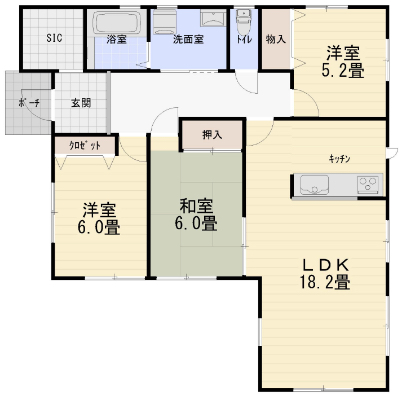 SIC
浴室
洗面室
ﾄｲﾚ
物入
洋室
5.2畳
ﾎﾟｰﾁ
玄関
ｸﾛｾﾞｯﾄ
押入
ｷｯﾁﾝ
洋室
6.0畳
和室
6.0畳
ＬＤＫ
18.2畳